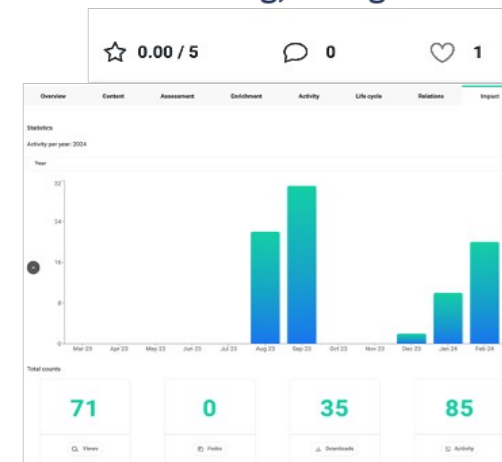 0.00 / 5 0 1
Overview Content Assessment Enrichment Activity Life cycle Relations Impact
Statistics
Activity per year: 2024
Year
32
24
16
8
0
Mar 23 Apr 23 May 23 Jun 23 Jul 23 Aug 23 Sep 23 Oct 23 Nov 23 Dec 23 Jan 24 Feb 24
Total counts
71 0 35 85
Views Forks Downloads Activity